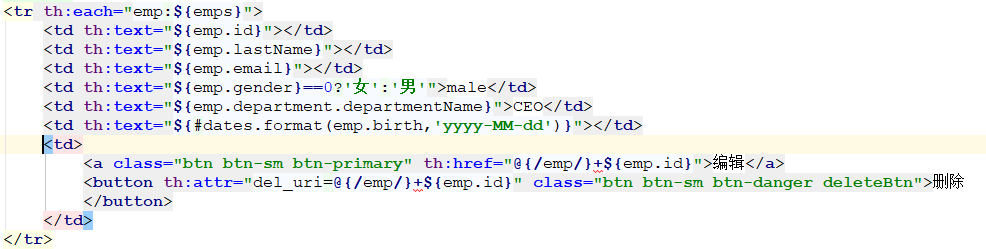 <tr th:each="emp:${emps}">
<td th:text="${emp.id}"></td>
<td th:text="${emp.lastName}"></td>
<td th:text="${emp.email}"></td>
<td th:text="${emp.gender}==0?'女':'男'">male</td>
<td th:text="${emp.department.departmentName}">CEO</td>
<td th:text="${#dates.format(emp.birth,'yyyy-MM-dd')}"></td>
<td>
<a class="btn btn-sm btn-primary" th:href="@{/emp/}+${emp.id}">编辑</a>
<button th:attr="del_uri=@{/emp/}+${emp.id}" class="btn btn-sm btn-danger deleteBtn">删除
</button>
</td>
</tr>